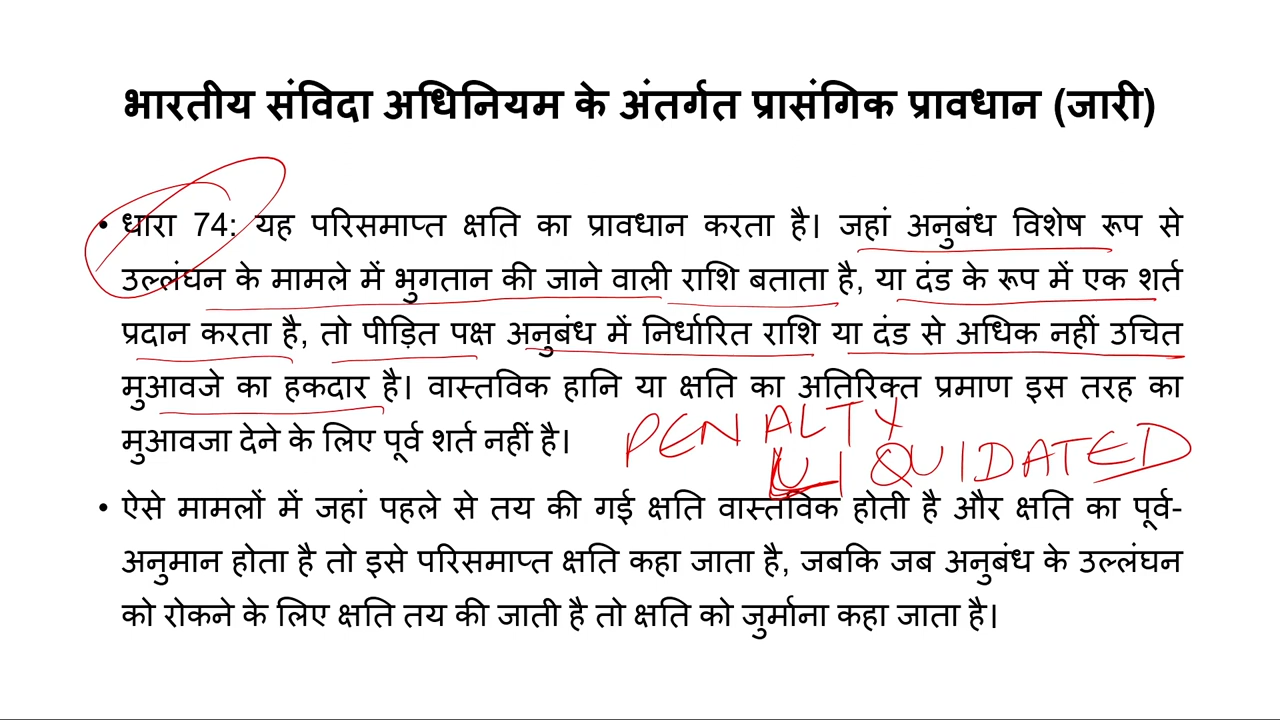 भारतीय संविदा अधिनियम के अंतर्गत प्रासंगिक प्रावधान (जारी)
• धारा 74: यह परिसमाप्त क्षति का प्रावधान करता है। जहां अनुबंध विशेष रूप से
उल्लंघन के मामले में भुगतान की जाने वाली राशि बताता है, या दंड के रूप में एक शर्त
प्रदान करता है, तो पीड़ित पक्ष अनुबंध में निर्धारित राशि या दंड से अधिक नहीं उचित
मुआवजे का हकदार है। वास्तविक हानि या क्षति का अतिरिक्त प्रमाण इस तरह का
मुआवजा देने के लिए पूर्व शर्त नहीं है।
PENALTY
LIQUIDATED
• ऐसे मामलों में जहां पहले से तय की गई क्षति वास्तविक होती है और क्षति का पूर्व-
अनुमान होता है तो इसे परिसमाप्त क्षति कहा जाता है, जबकि जब अनुबंध के उल्लंघन
को रोकने के लिए क्षति तय की जाती है तो क्षति को जुर्माना कहा जाता है।